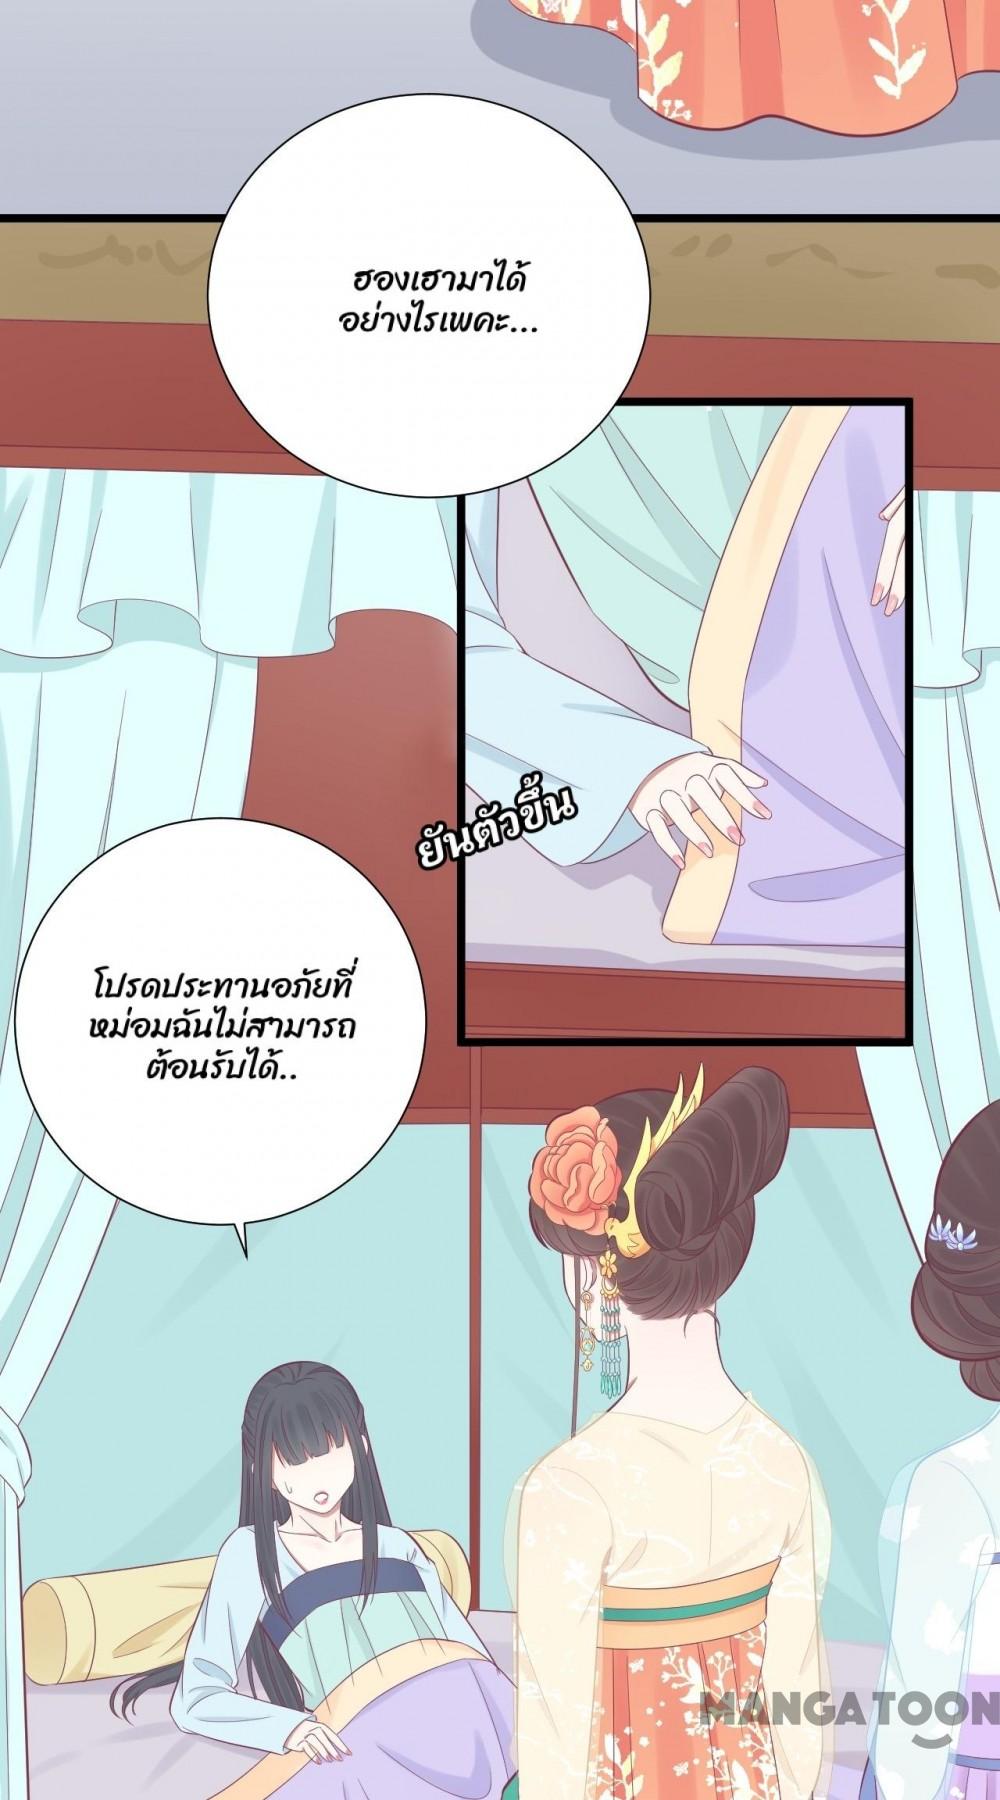 ฮองเฮามาได้
อย่างไรเพคะ...
ยันตัวขึ้น
โปรดประทานอภัยที่
หม่อมฉันไม่สามารถ
ต้อนรับได้..
MANGATOON